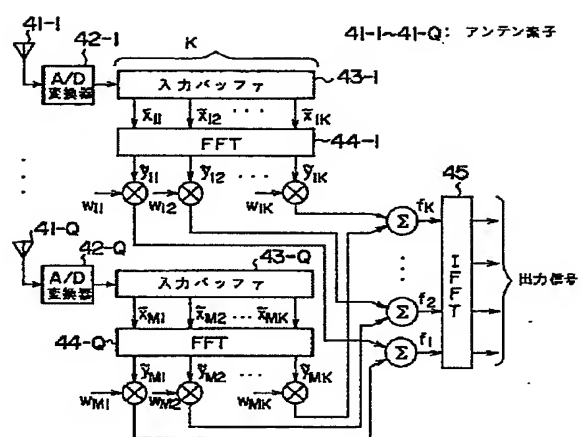 41-1
42-1
K
41-1~41-Q: アンテン素子
A/D
変換器
入力バッファ
43-1
x̃11 x̃12 ・・・ x̃1K
FFT
44-1
ỹ11 ỹ12 ・・・ ỹ1K
w11 w12 w1K
45
41-Q
42-Q
43-Q
Σ fK
A/D
変換器
入力バッファ
I
F
F
T
出力信号
x̃M1 x̃M2 ・・・ x̃MK
Σ f2
44-Q
FFT
Σ f1
ỹM1 ỹM2 ・・・ ỹMK
wM1 wM2 wMK